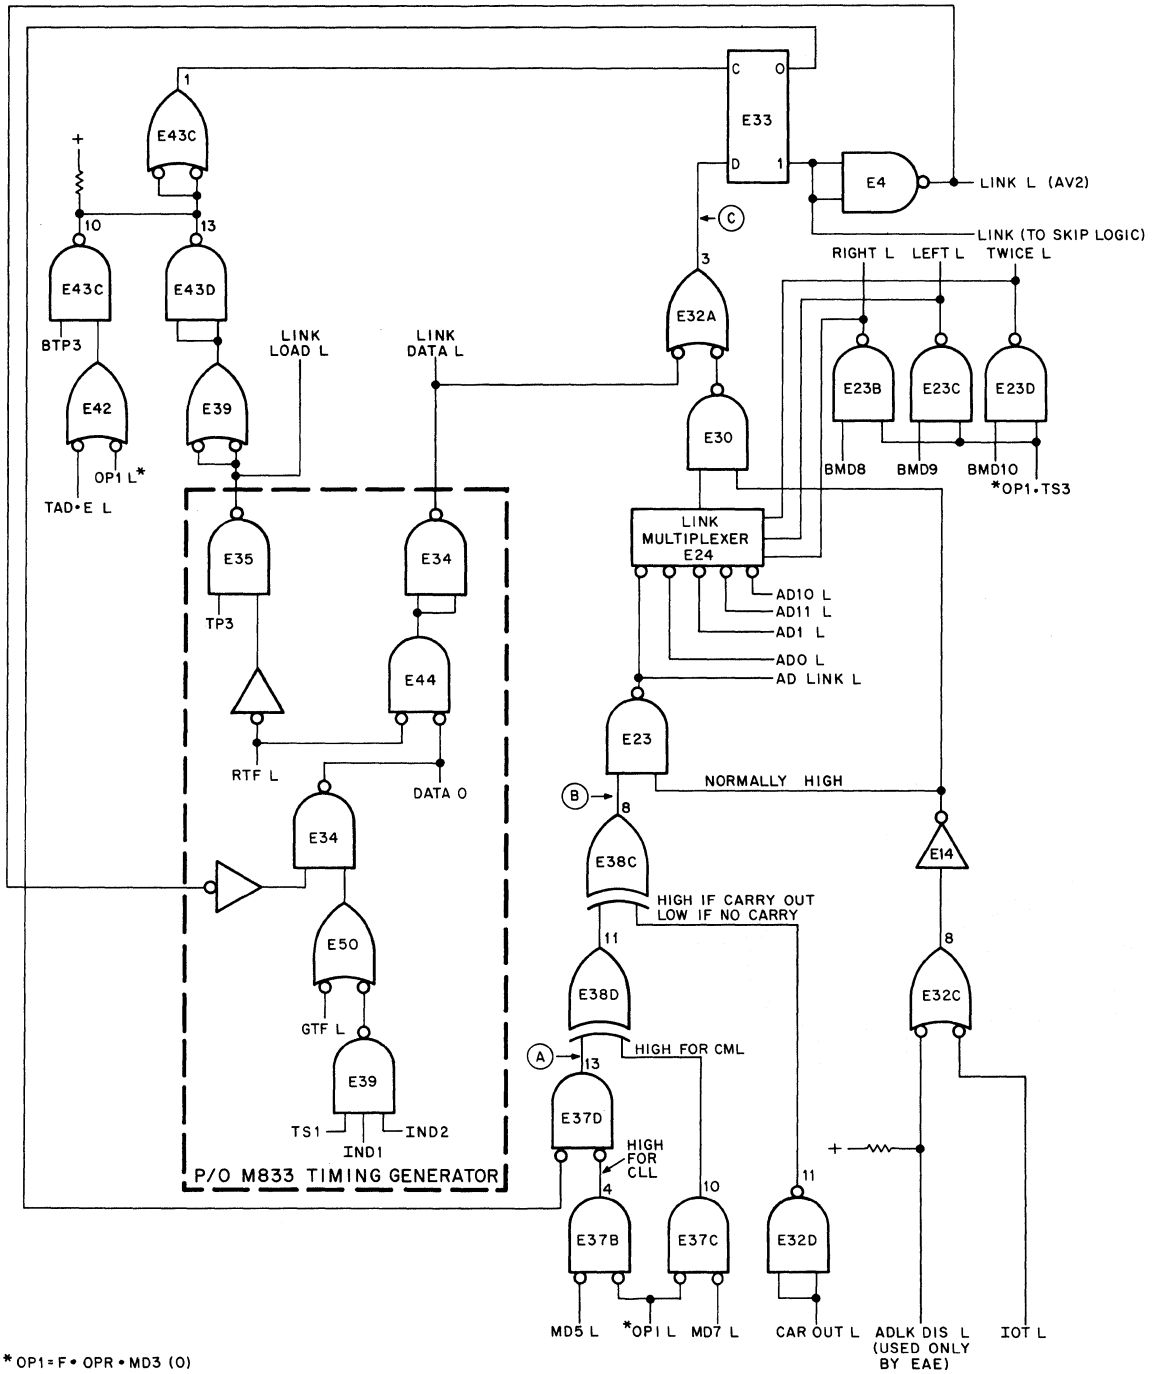 1
C
0
E43C
E33
+
D
1
E4
LINK L (AV2)
10
13
C
LINK (TO SKIP LOGIC)
RIGHT L
LEFT L
TWICE L
3
E43C
E43D
E32A
BTP3
LINK
LOAD L
LINK
DATA L
E23B
E23C
E23D
E42
E39
E30
OP1 L*
BMD8
BMD9
BMD10
TAD•E L
*OP1•TS3
LINK
MULTIPLEXER
E24
E35
E34
AD10 L
TP3
AD11 L
AD1 L
E44
AD0 L
AD LINK L
E23
RTF L
DATA 0
NORMALLY HIGH
B
8
E34
E14
E38C
HIGH IF CARRY OUT
LOW IF NO CARRY
E50
11
8
E38D
E32C
GTF L
HIGH FOR CML
A
13
E39
E37D
TS1
IND2
IND1
HIGH
FOR
CLL
+
P/O M833 TIMING GENERATOR
4
10
11
E37B
E37C
E32D
MD5 L
*OP1 L
MD7 L
CAR OUT L
ADLK DIS L
(USED ONLY
BY EAE)
IOT L
*OP1=F•OPR•MD3 (0)